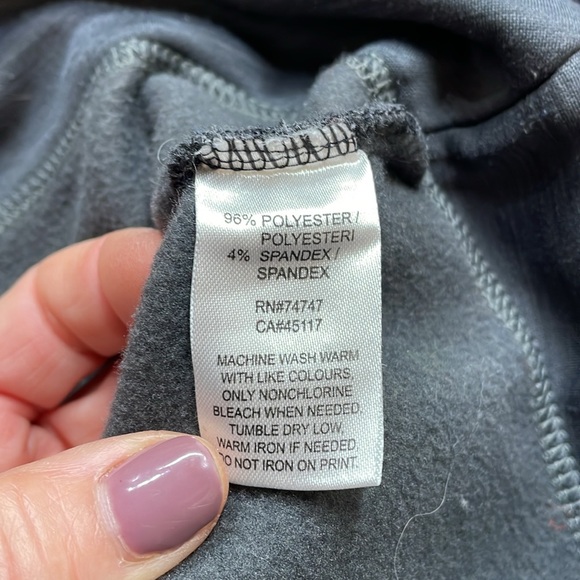 96% POLYESTER /
POLYESTERI
4% SPANDEX /
SPANDEX
RN#74747
CA#45117
MACHINE WASH WARM
WITH LIKE COLOURS,
ONLY NONCHLORINE
BLEACH WHEN NEEDED.
TUMBLE DRY LOW,
WARM IRON IF NEEDED
DO NOT IRON ON PRINT.